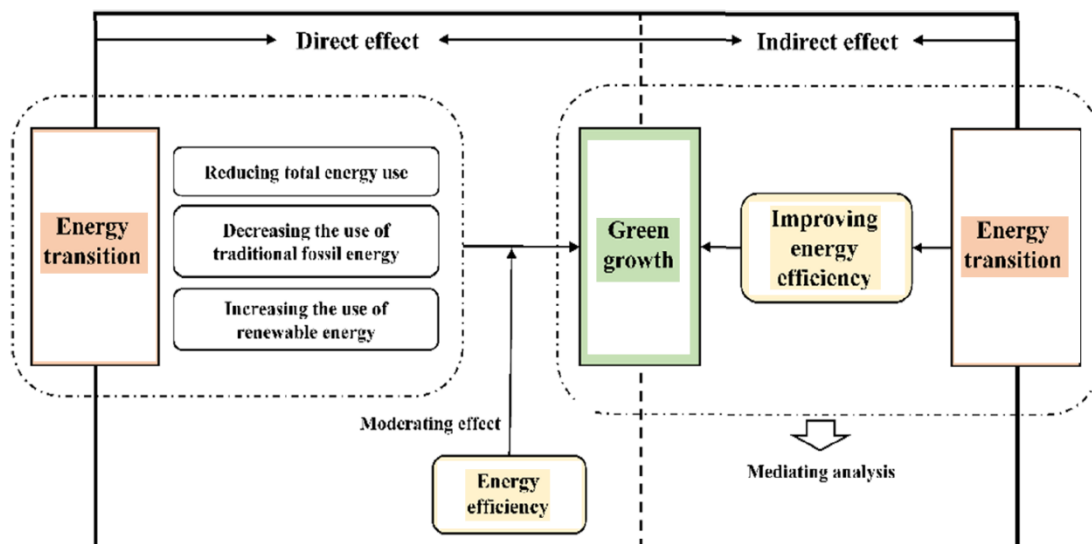 Direct effect
Indirect effect
Energy
transition
Reducing total energy use
Decreasing the use of
traditional fossil energy
Increasing the use of
renewable energy
Green
growth
Improving
energy
efficiency
Energy
transition
Moderating effect
Energy
efficiency
Mediating analysis